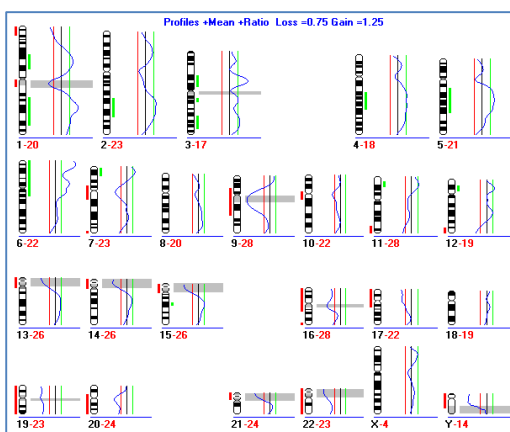 Profiles +Mean +Ratio Loss =0.75 Gain =1.25
1-20 2-23 3-17 4-18 5-21
6-22 7-23 8-20 9-28 10-22 11-28 12-19
13-26 14-26 15-26 16-28 17-22 18-19
19-23 20-24 21-24 22-23 X-4 Y-14